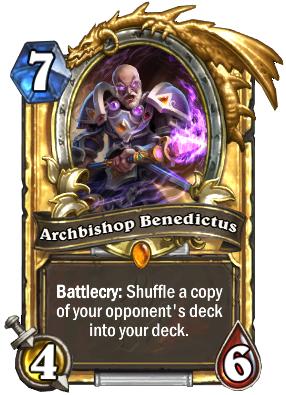 7
Archbishop Benedictus
Battlecry: Shuffle a copy
of your opponent's deck
into your deck.
4
6